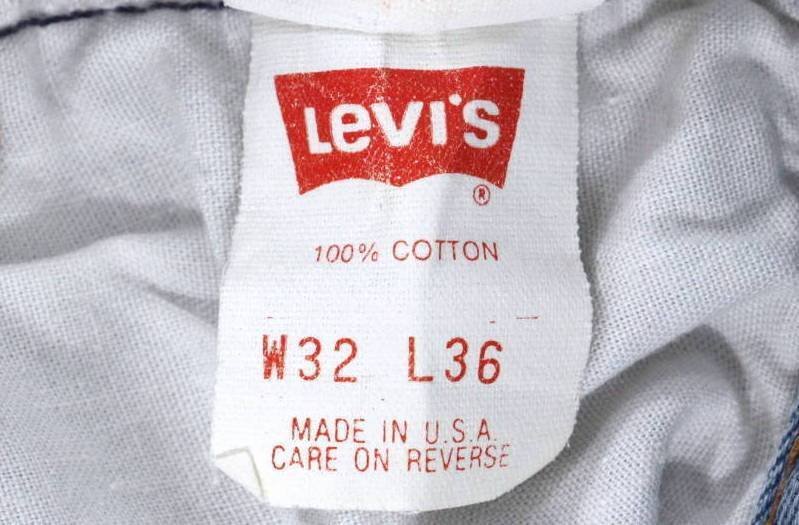 Levi's
®
100% COTTON
W32 L36
MADE IN U.S.A.
CARE ON REVERSE